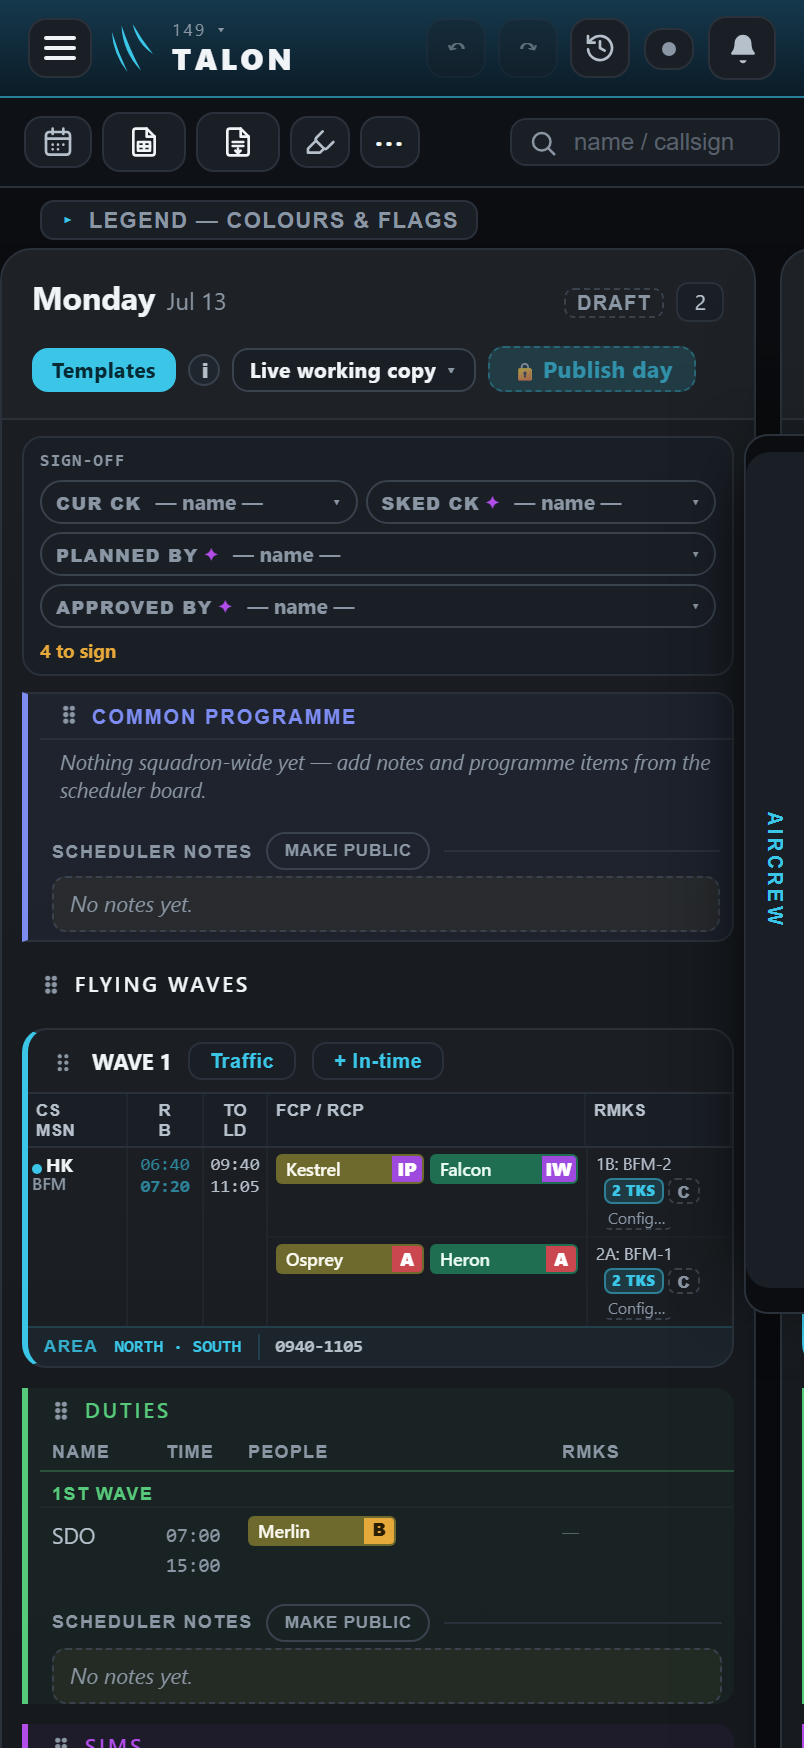 149 ▾
TALON
name / callsign
▸ LEGEND — COLOURS & FLAGS
Monday Jul 13
DRAFT 2
Templates i Live working copy ▾ 🔒 Publish day
SIGN-OFF
CUR CK — name — ▾ SKED CK ✦ — name — ▾
PLANNED BY ✦ — name — ▾
APPROVED BY ✦ — name — ▾
4 to sign
COMMON PROGRAMME
Nothing squadron-wide yet — add notes and programme items from the
scheduler board.
SCHEDULER NOTES MAKE PUBLIC
No notes yet.
AIRCREW
FLYING WAVES
WAVE 1 Traffic + In-time
CS R TO FCP / RCP RMKS
MSN B LD
HK 06:40 09:40 Kestrel IP Falcon IW 1B: BFM-2
BFM 07:20 11:05 2 TKS C
Config...
Osprey A Heron A 2A: BFM-1
2 TKS C
Config...
AREA NORTH · SOUTH 0940-1105
DUTIES
NAME TIME PEOPLE RMKS
1ST WAVE
SDO 07:00 Merlin B —
15:00
SCHEDULER NOTES MAKE PUBLIC
No notes yet.
SIMS